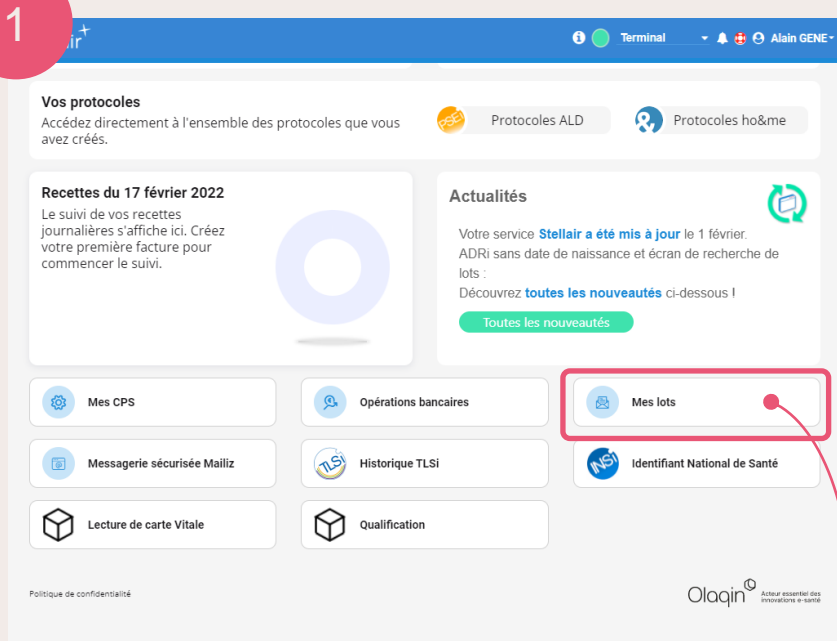 1
ir
Terminal
Alain GENE
Vos protocoles
Accédez directement à l'ensemble des protocoles que vous
avez créés.
PSEi
Protocoles ALD
&
Protocoles ho&me
Recettes du 17 février 2022
Le suivi de vos recettes
journalières s'affiche ici. Créez
votre première facture pour
commencer le suivi.
Actualités
Votre service Stellair a été mis à jour le 1 février.
ADRi sans date de naissance et écran de recherche de
lots :
Découvrez toutes les nouveautés ci-dessous !
Toutes les nouveautés
Mes CPS
Opérations bancaires
Mes lots
Messagerie sécurisée Mailiz
TLSi
Historique TLSi
INSi
Identifiant National de Santé
Lecture de carte Vitale
Qualification
Politique de confidentialité
Olaqin
Acteur essentiel des
innovations e-santé